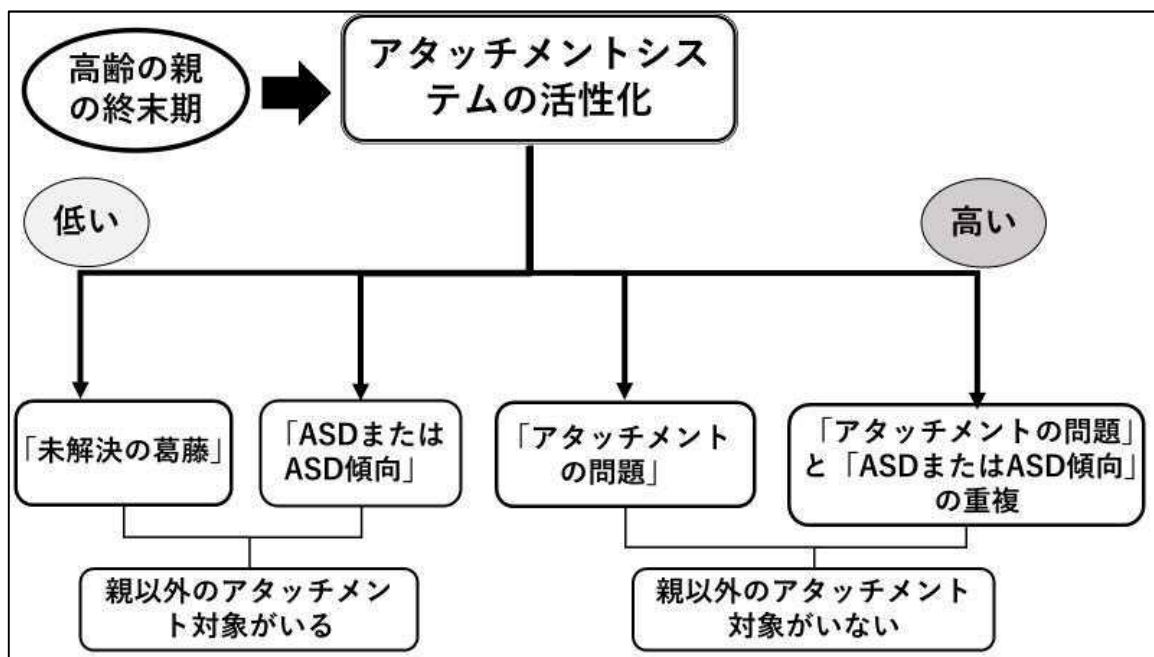 高齢の親
の終末期
アタッチメントシス
テムの活性化
低い
高い
「未解決の葛藤」
「ASDまたは
ASD傾向」
「アタッチメント
の問題」
「アタッチメントの問題」
と「ASDまたはASD傾向」
の重複
親以外のアタッチメン
ト対象がいる
親以外のアタッチメント
対象がいない